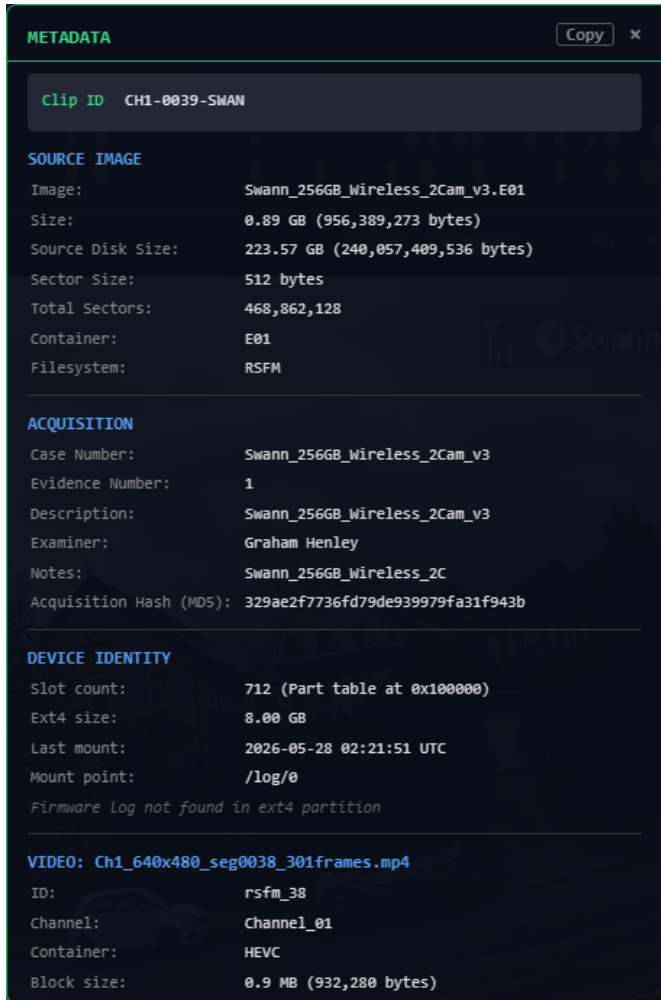 METADATA Copy ×
Clip ID CH1-0039-SWAN
SOURCE IMAGE
Image: Swann_256GB_Wireless_2Cam_v3.E01
Size: 0.89 GB (956,389,273 bytes)
Source Disk Size: 223.57 GB (240,057,409,536 bytes)
Sector Size: 512 bytes
Total Sectors: 468,862,128
Container: E01
Filesystem: RSFM
Swann
ACQUISITION
Case Number: Swann_256GB_Wireless_2Cam_v3
Evidence Number: 1
Description: Swann_256GB_Wireless_2Cam_v3
Examiner: Graham Henley
Notes: Swann_256GB_Wireless_2C
Acquisition Hash (MD5): 329ae2f7736fd79de939979fa31f943b
DEVICE IDENTITY
Slot count: 712 (Part table at 0x100000)
Ext4 size: 8.00 GB
Last mount: 2026-05-28 02:21:51 UTC
Mount point: /log/0
Firmware log not found in ext4 partition
VIDEO: Ch1_640x480_seg0038_301frames.mp4
ID: rsfm_38
Channel: Channel_01
Container: HEVC
Block size: 0.9 MB (932,280 bytes)